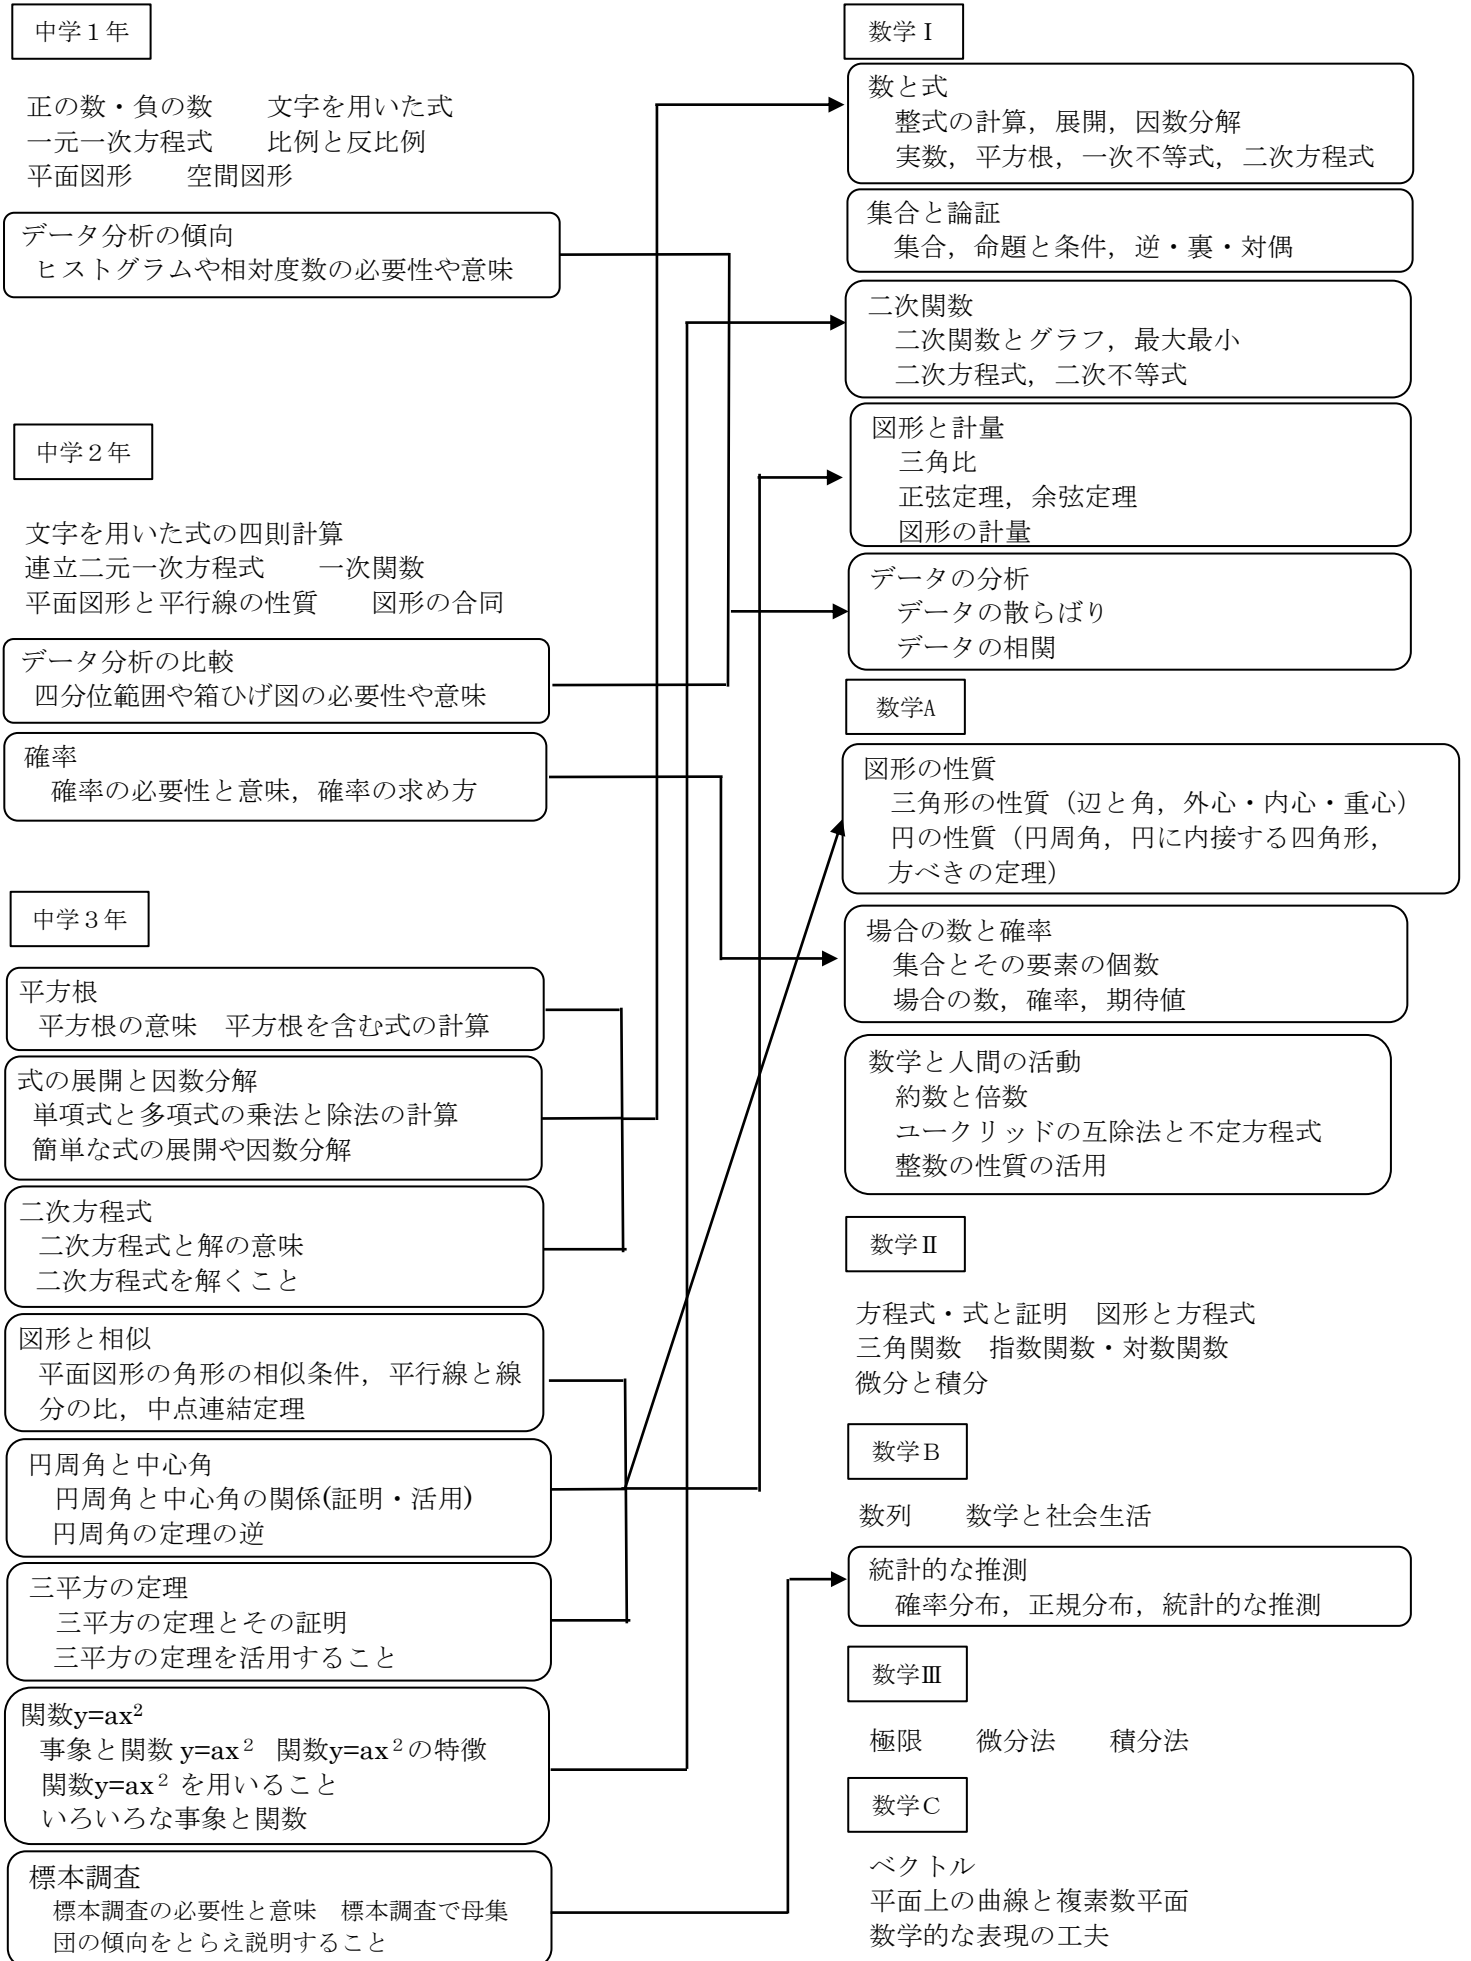 中学１年
正の数・負の数　　文字を用いた式
一元一次方程式　　比例と反比例
平面図形　　空間図形
データ分析の傾向
ヒストグラムや相対度数の必要性や意味
中学２年
文字を用いた式の四則計算
連立二元一次方程式　　一次関数
平面図形と平行線の性質　　図形の合同
データ分析の比較
四分位範囲や箱ひげ図の必要性や意味
確率
確率の必要性と意味，確率の求め方
中学３年
平方根
平方根の意味　平方根を含む式の計算
式の展開と因数分解
単項式と多項式の乗法と除法の計算
簡単な式の展開や因数分解
二次方程式
二次方程式と解の意味
二次方程式を解くこと
図形と相似
平面図形の角形の相似条件，平行線と線
分の比，中点連結定理
円周角と中心角
円周角と中心角の関係(証明・活用)
円周角の定理の逆
三平方の定理
三平方の定理とその証明
三平方の定理を活用すること
関数y=ax²
事象と関数 y=ax²　関数y=ax²の特徴
関数y=ax² を用いること
いろいろな事象と関数
標本調査
標本調査の必要性と意味　標本調査で母集
団の傾向をとらえ説明すること
数学Ⅰ
数と式
整式の計算，展開，因数分解
実数，平方根，一次不等式，二次方程式
集合と論証
集合，命題と条件，逆・裏・対偶
二次関数
二次関数とグラフ，最大最小
二次方程式，二次不等式
図形と計量
三角比
正弦定理，余弦定理
図形の計量
データの分析
データの散らばり
データの相関
数学A
図形の性質
三角形の性質（辺と角，外心・内心・重心）
円の性質（円周角，円に内接する四角形，
方べきの定理）
場合の数と確率
集合とその要素の個数
場合の数，確率，期待値
数学と人間の活動
約数と倍数
ユークリッドの互除法と不定方程式
整数の性質の活用
数学Ⅱ
方程式・式と証明　図形と方程式
三角関数　指数関数・対数関数
微分と積分
数学Ｂ
数列　　数学と社会生活
統計的な推測
確率分布，正規分布，統計的な推測
数学Ⅲ
極限　　微分法　　積分法
数学Ｃ
ベクトル
平面上の曲線と複素数平面
数学的な表現の工夫